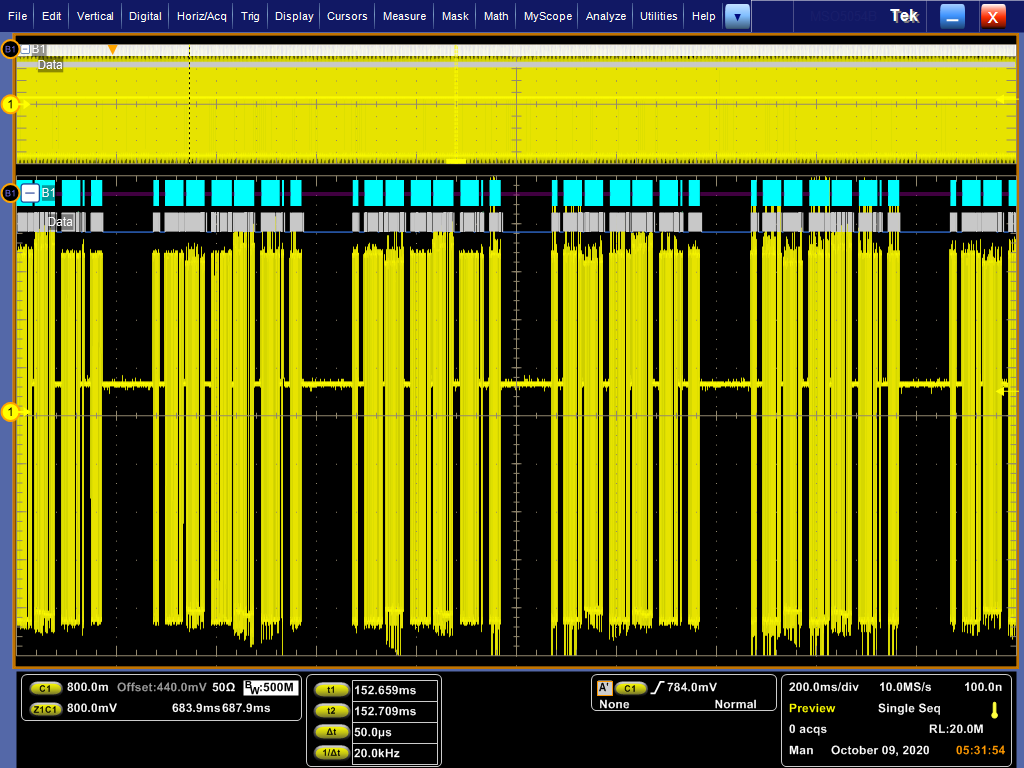 File Edit Vertical Digital Horiz/Acq Trig Display Cursors Measure Mask Math MyScope Analyze Utilities Help Tek X
B1 B1
Data
1
B1 B1
Data
1
C1 800.0m Offset:440.0mV 50Ω BW:500M
Z1C1 800.0mV 683.9ms 687.9ms
t1 152.659ms
t2 152.709ms
Δt 50.0µs
1/Δt 20.0kHz
A' C1 784.0mV
None Normal
200.0ms/div 10.0MS/s 100.0n
Preview Single Seq
0 acqs RL:20.0M
Man October 09, 2020 05:31:54